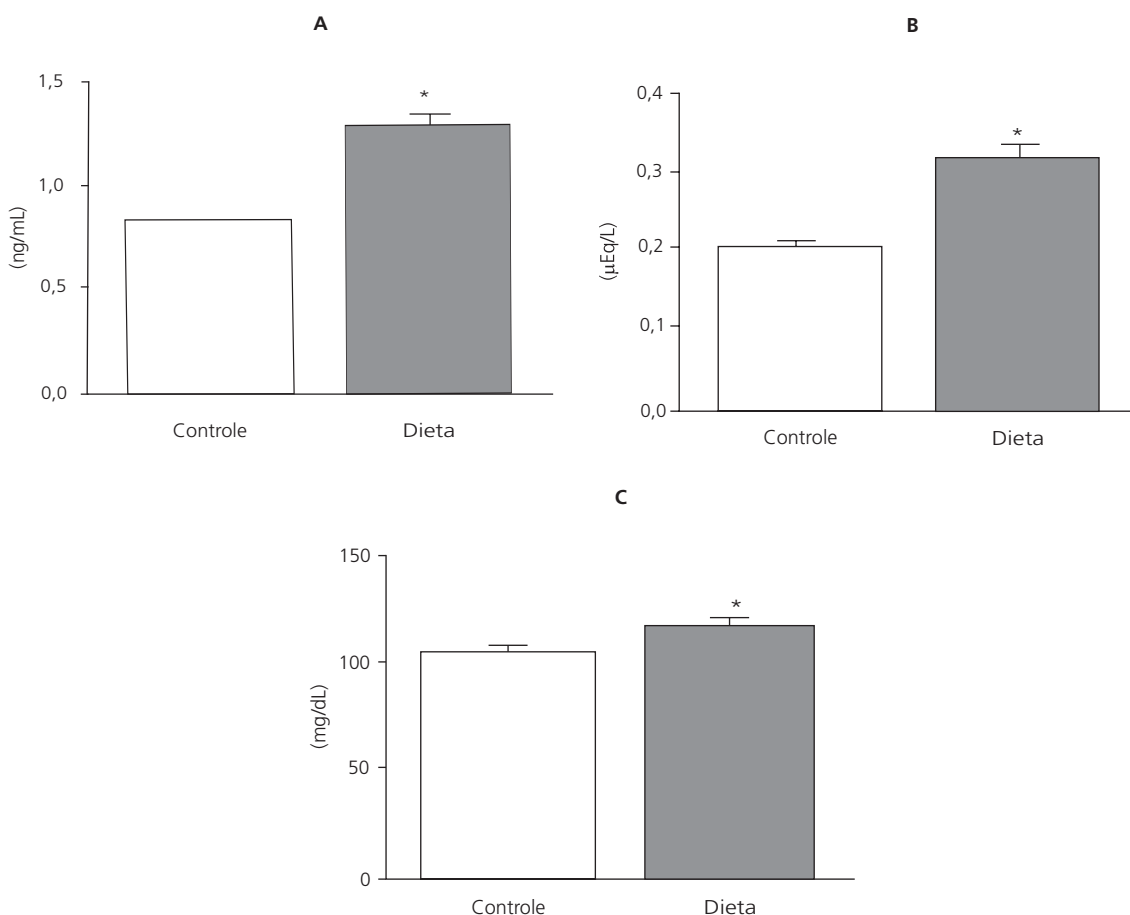 A
1,5
1,0
0,5
0,0
(ng/mL)
*
Controle
Dieta
B
0,4
0,3
0,2
0,1
0,0
(μEq/L)
*
Controle
Dieta
C
150
100
50
0
(mg/dL)
*
Controle
Dieta